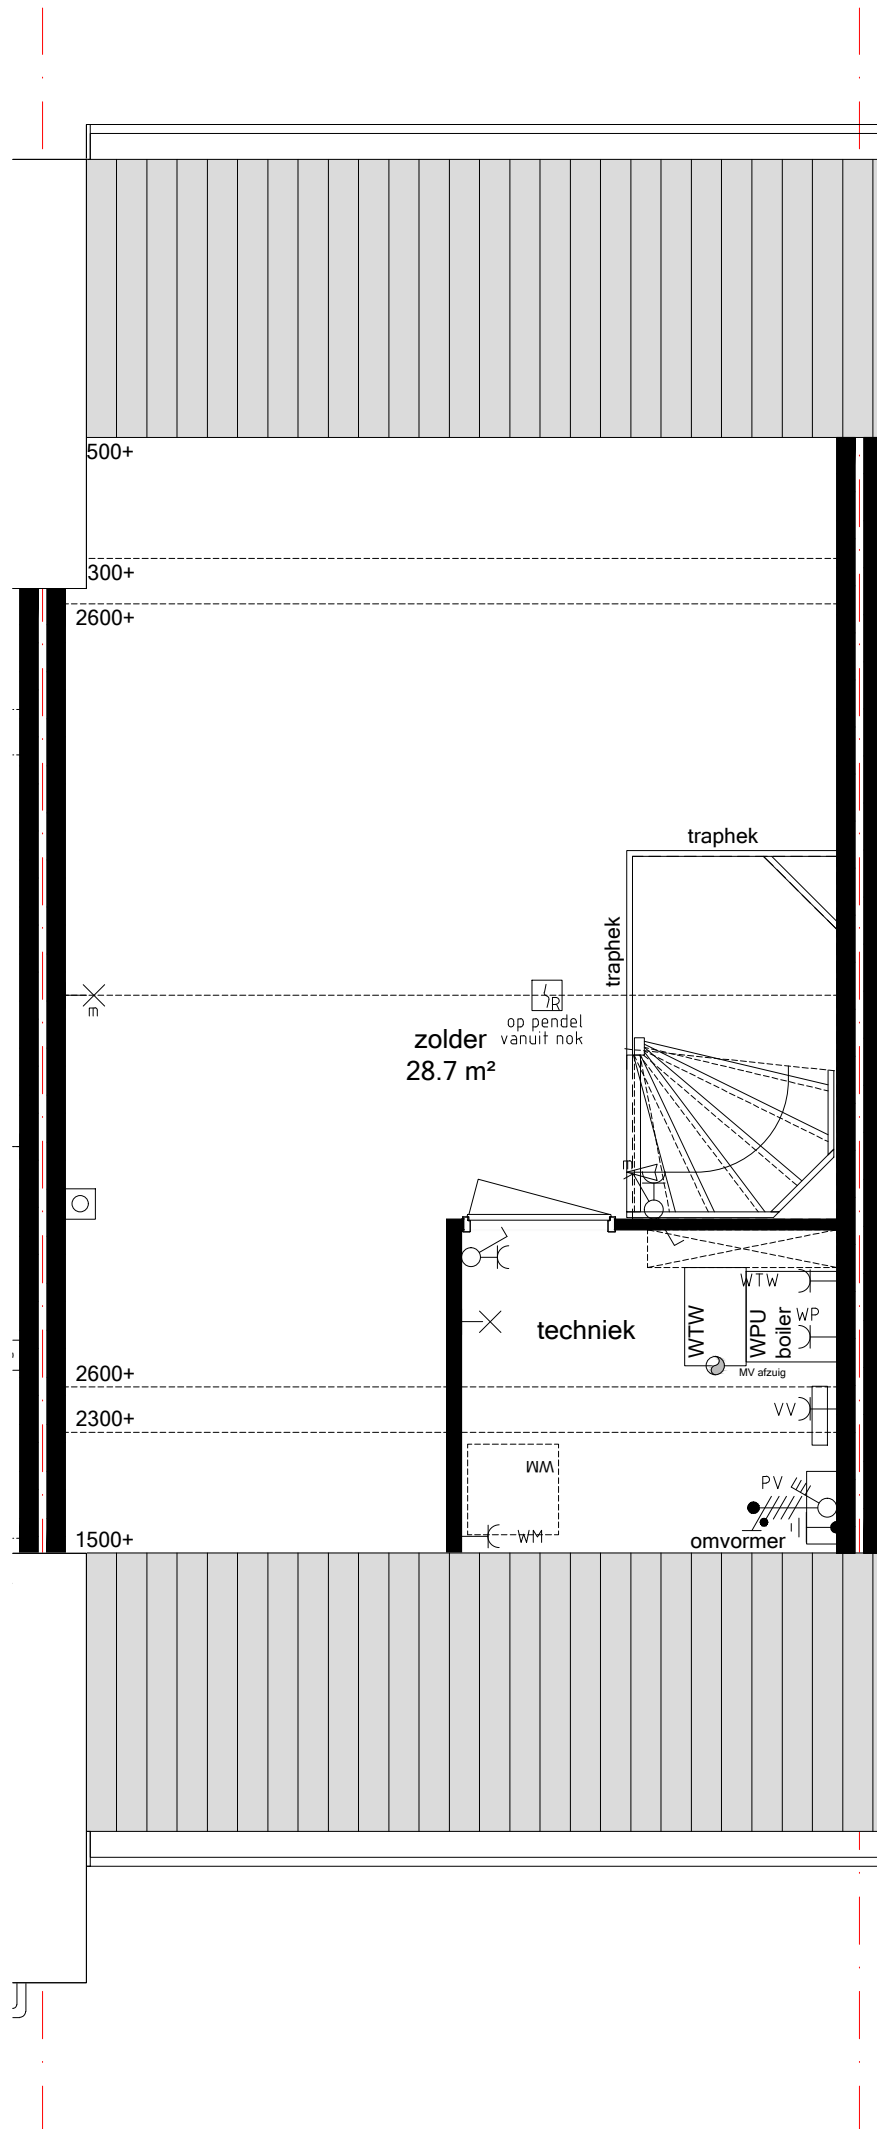 500+
300+
2600+
traphek
traphek
m
R
op pendel
vanuit nok
zolder
28.7 m²
m
techniek
WTW
WTW
WPU
boiler
WP
MV afzuig
2600+
2300+
VV
WM
PV
WM
omvormer
1500+